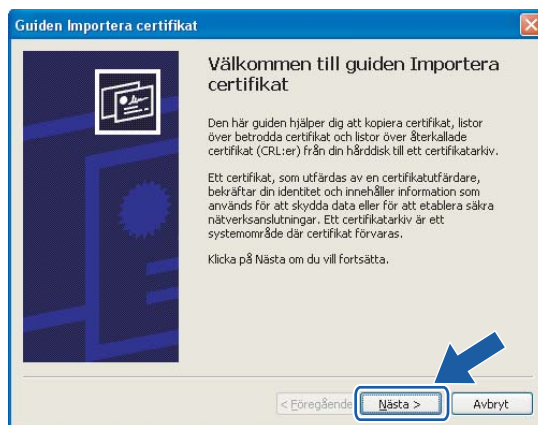 Guiden Importera certifikat
Välkommen till guiden Importera
certifikat
Den här guiden hjälper dig att kopiera certifikat, listor
över betrodda certifikat och listor över återkallade
certifikat (CRL:er) från din hårddisk till ett certifikatarkiv.
Ett certifikat, som utfärdas av en certifikatutfärdare,
bekräftar din identitet och innehåller information som
används för att skydda data eller för att etablera säkra
nätverksanslutningar. Ett certifikatarkiv är ett
systemområde där certifikat förvaras.
Klicka på Nästa om du vill fortsätta.
< Föregående Nästa > Avbryt